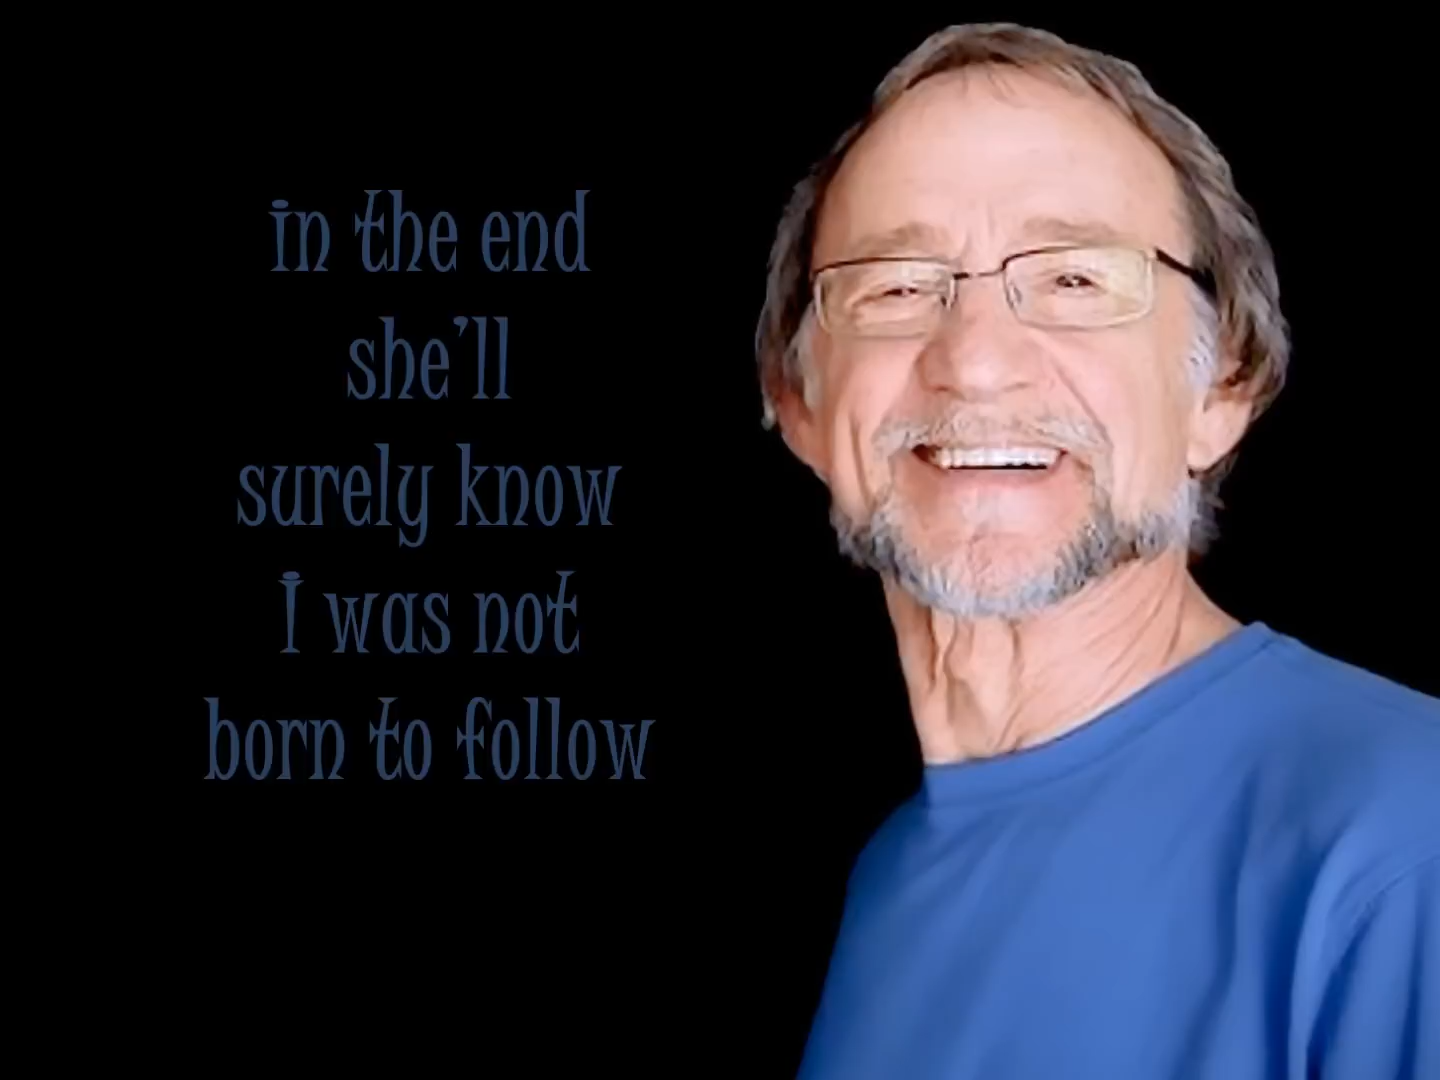 in the end
she'll
surely know
I was not
born to follow